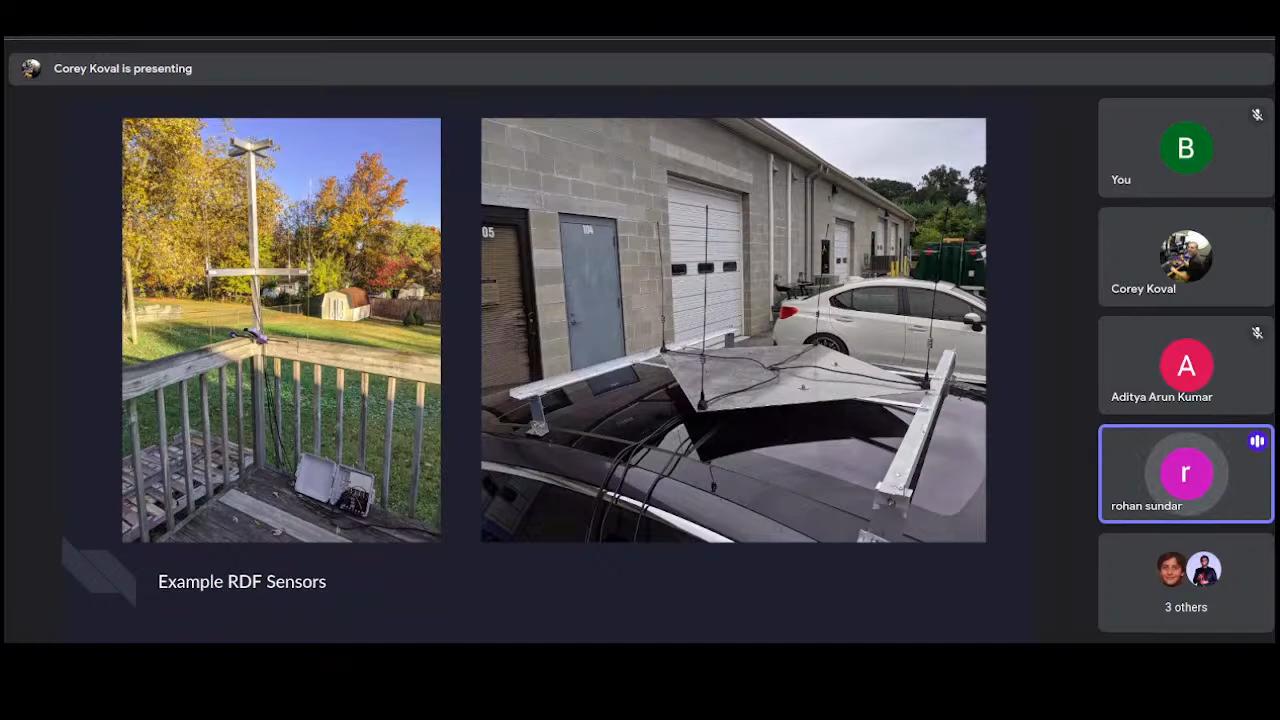 Corey Koval is presenting
05
104
Example RDF Sensors
B
You
Corey Koval
A
Aditya Arun Kumar
r
rohan sundar
3 others